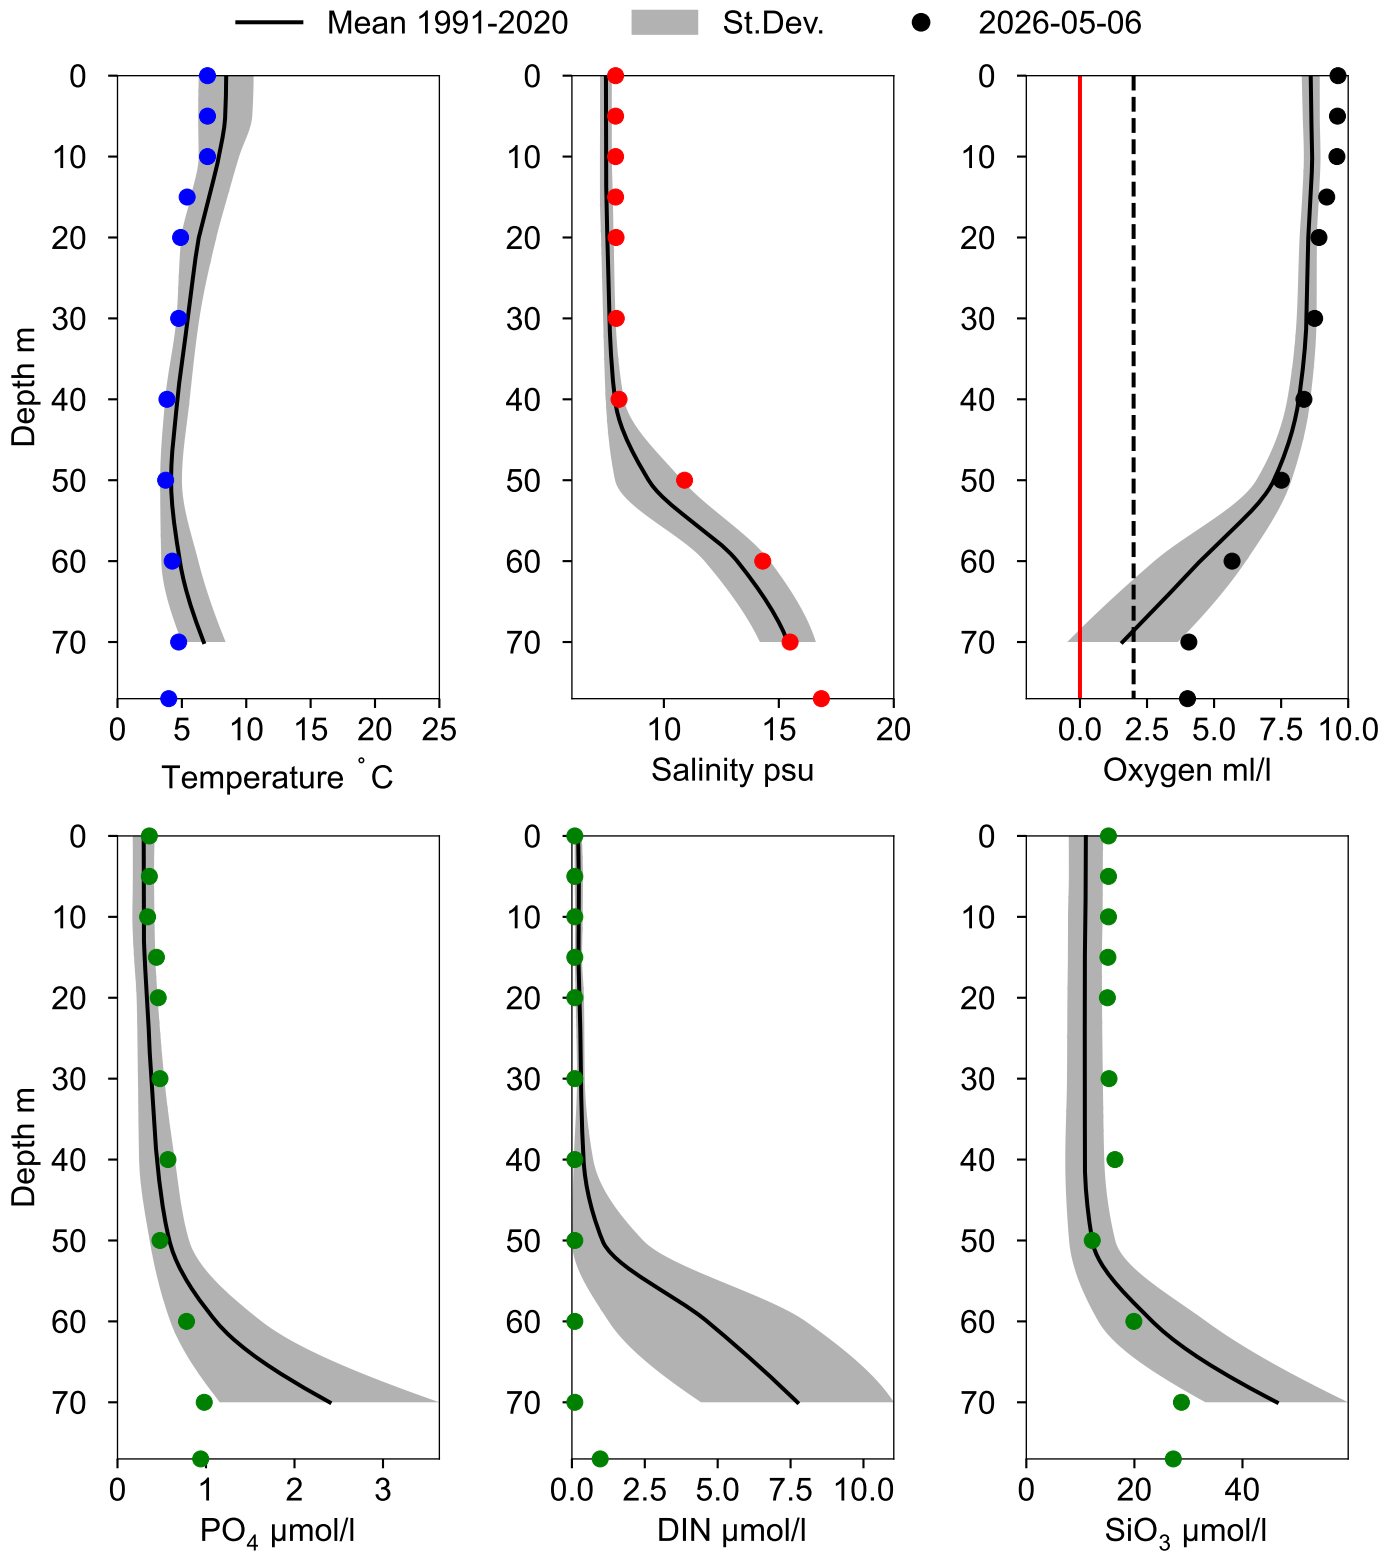 Mean 1991-2020 St.Dev. 2026-05-06
0 0 0
10 10 10
20 20 20
30 30 30
40 40 40
50 50 50
60 60 60
70 70 70
Depth m
0 5 10 15 20 25 10 15 20 0.0 2.5 5.0 7.5 10.0
Temperature °C Salinity psu Oxygen ml/l
0 0 0
10 10 10
20 20 20
30 30 30
40 40 40
50 50 50
60 60 60
70 70 70
Depth m
0 1 2 3 0.0 2.5 5.0 7.5 10.0 0 20 40
PO4 µmol/l DIN µmol/l SiO3 µmol/l